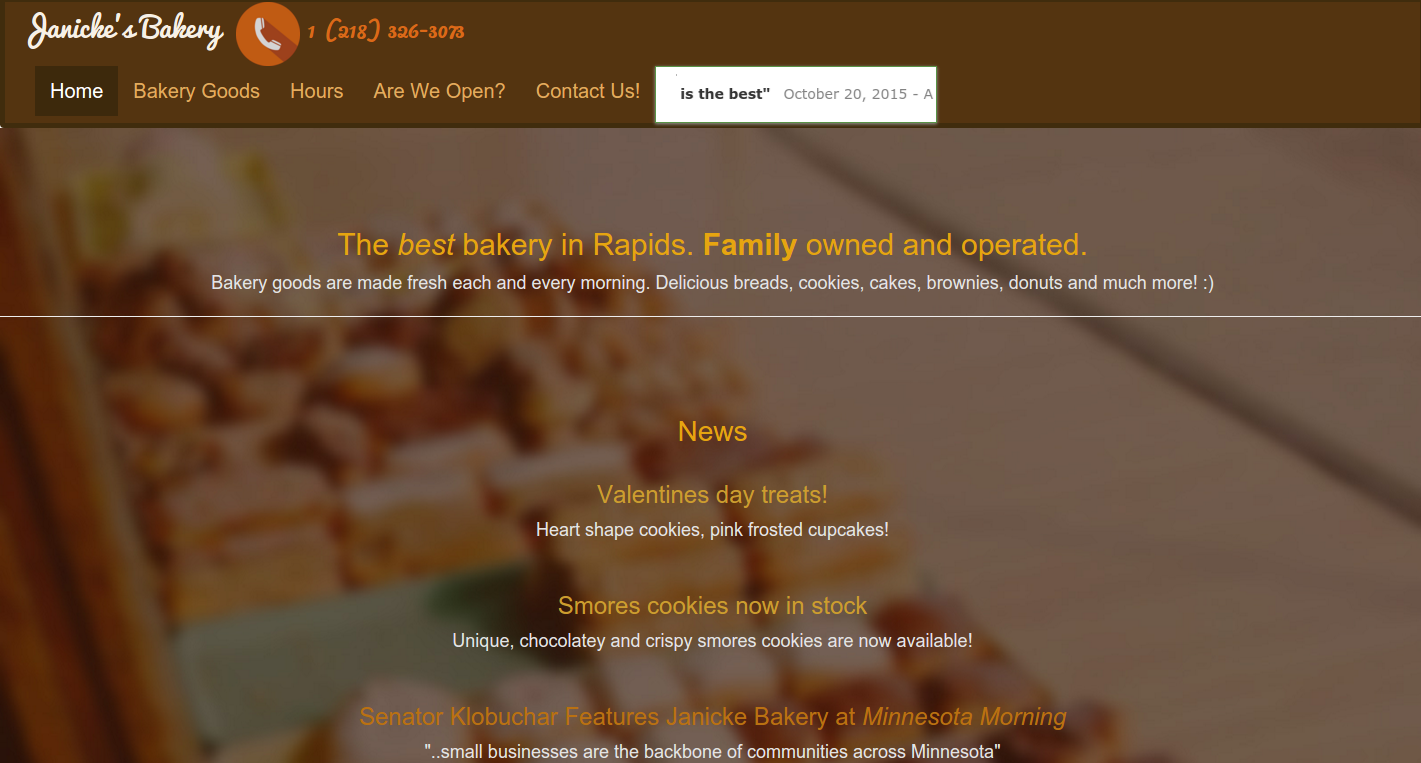 Janicke's Bakery 1 (218) 326-3073
Home Bakery Goods Hours Are We Open? Contact Us! is the best" October 20, 2015 - A
The best bakery in Rapids. Family owned and operated.
Bakery goods are made fresh each and every morning. Delicious breads, cookies, cakes, brownies, donuts and much more! :)
News
Valentines day treats!
Heart shape cookies, pink frosted cupcakes!
Smores cookies now in stock
Unique, chocolatey and crispy smores cookies are now available!
Senator Klobuchar Features Janicke Bakery at Minnesota Morning
"..small businesses are the backbone of communities across Minnesota"